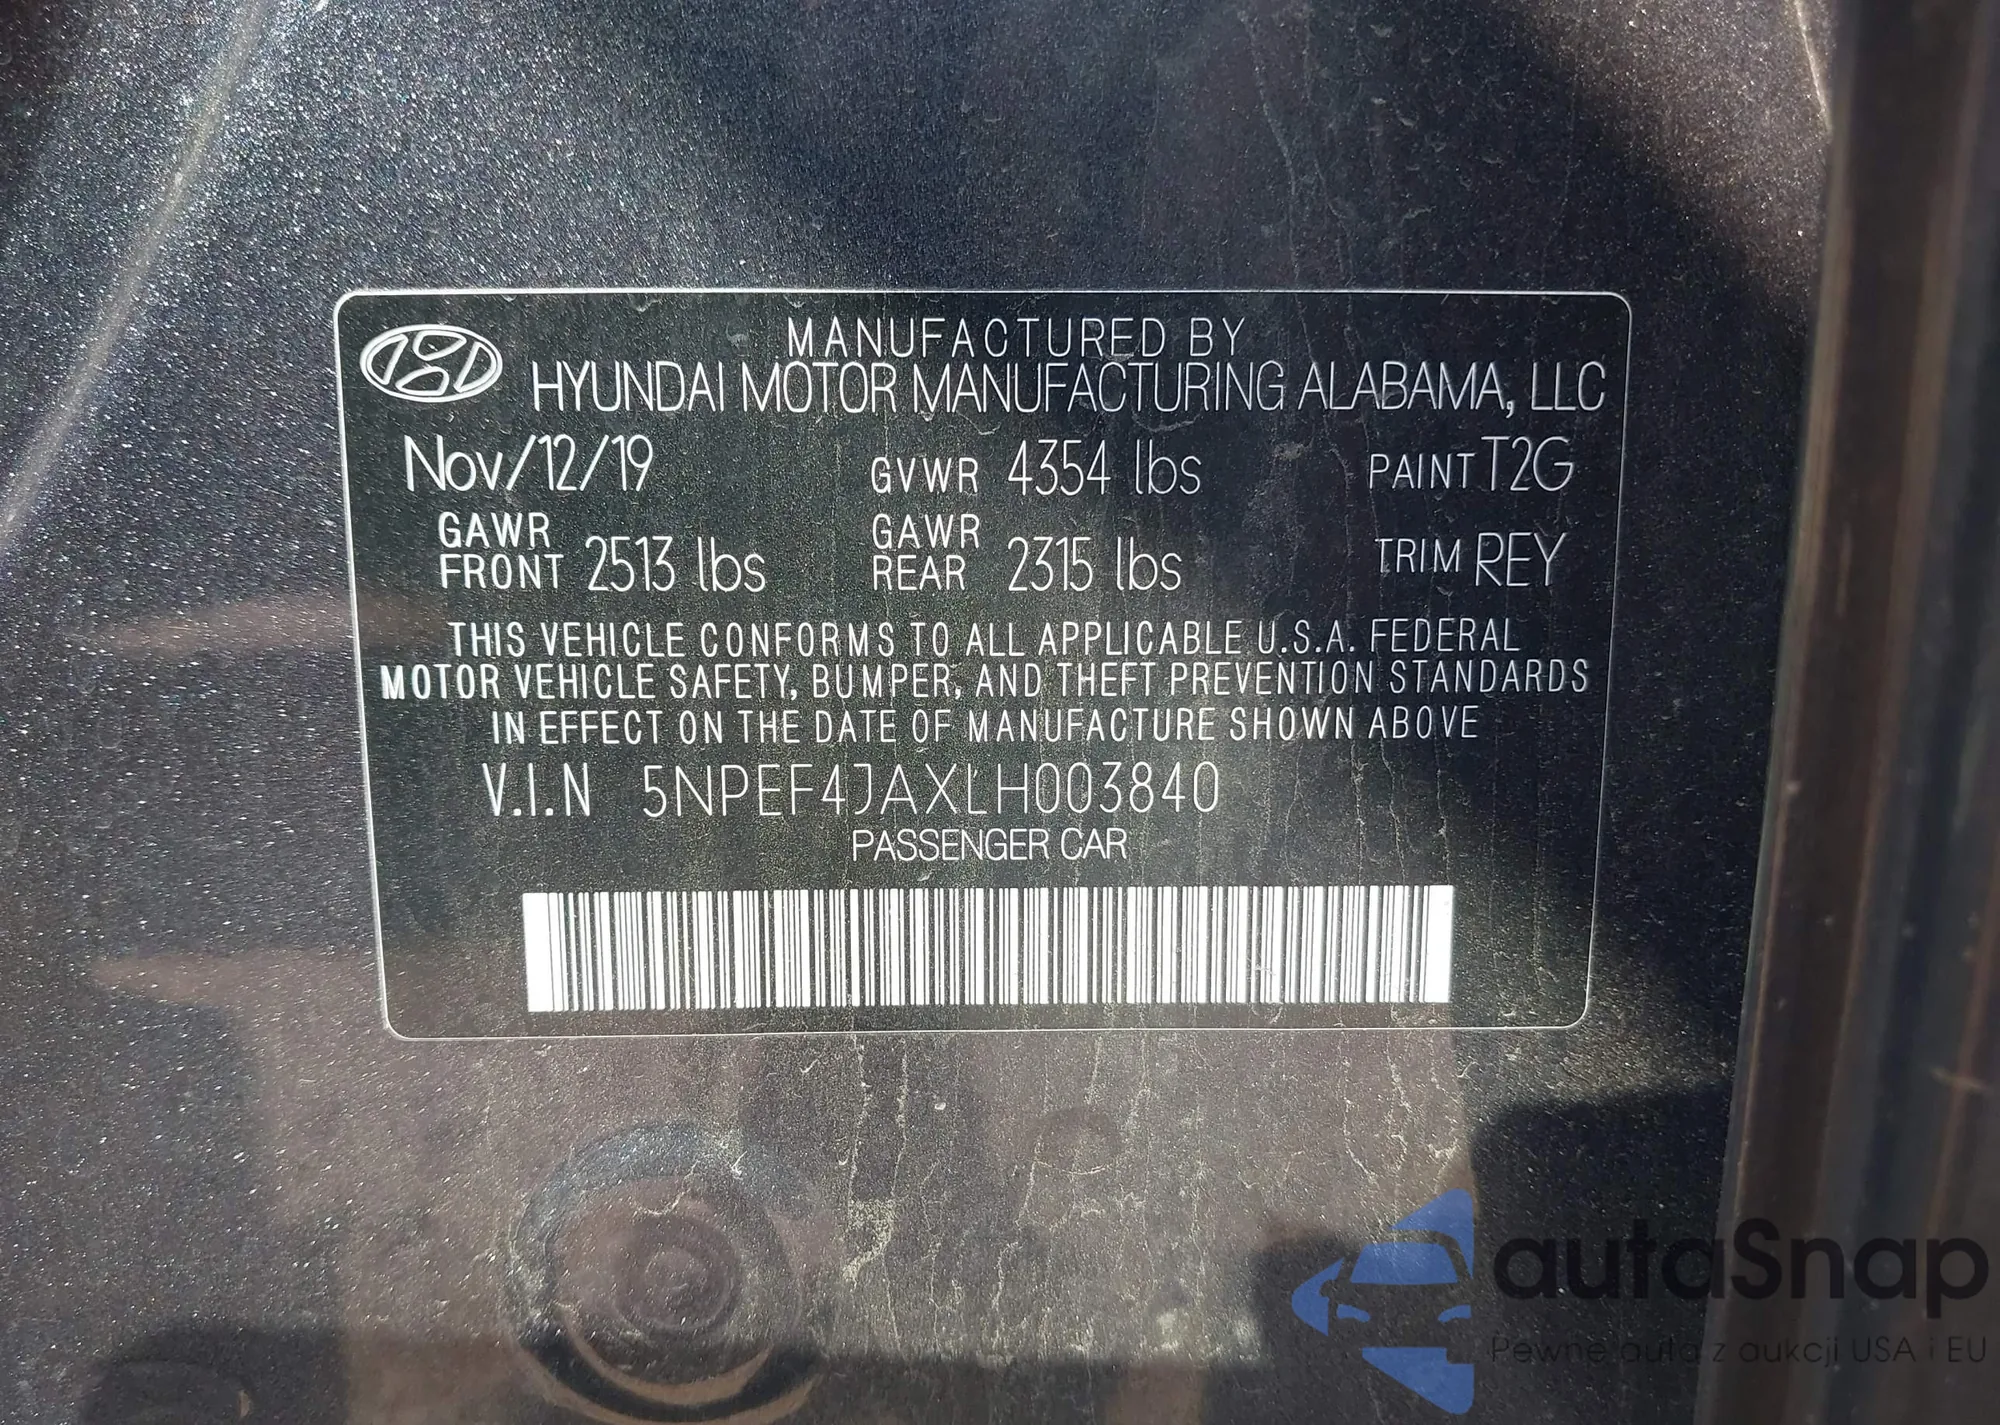 MANUFACTURED BY
HYUNDAI MOTOR MANUFACTURING ALABAMA, LLC
Nov/12/19 GVWR 4354 lbs PAINT T2G
GAWR FRONT 2513 lbs GAWR REAR 2315 lbs TRIM REY
THIS VEHICLE CONFORMS TO ALL APPLICABLE U.S.A. FEDERAL
MOTOR VEHICLE SAFETY, BUMPER, AND THEFT PREVENTION STANDARDS
IN EFFECT ON THE DATE OF MANUFACTURE SHOWN ABOVE
V.I.N 5NPEF4JAXLH003840
PASSENGER CAR
autaSnap
Pewne auta z aukcji USA i EU